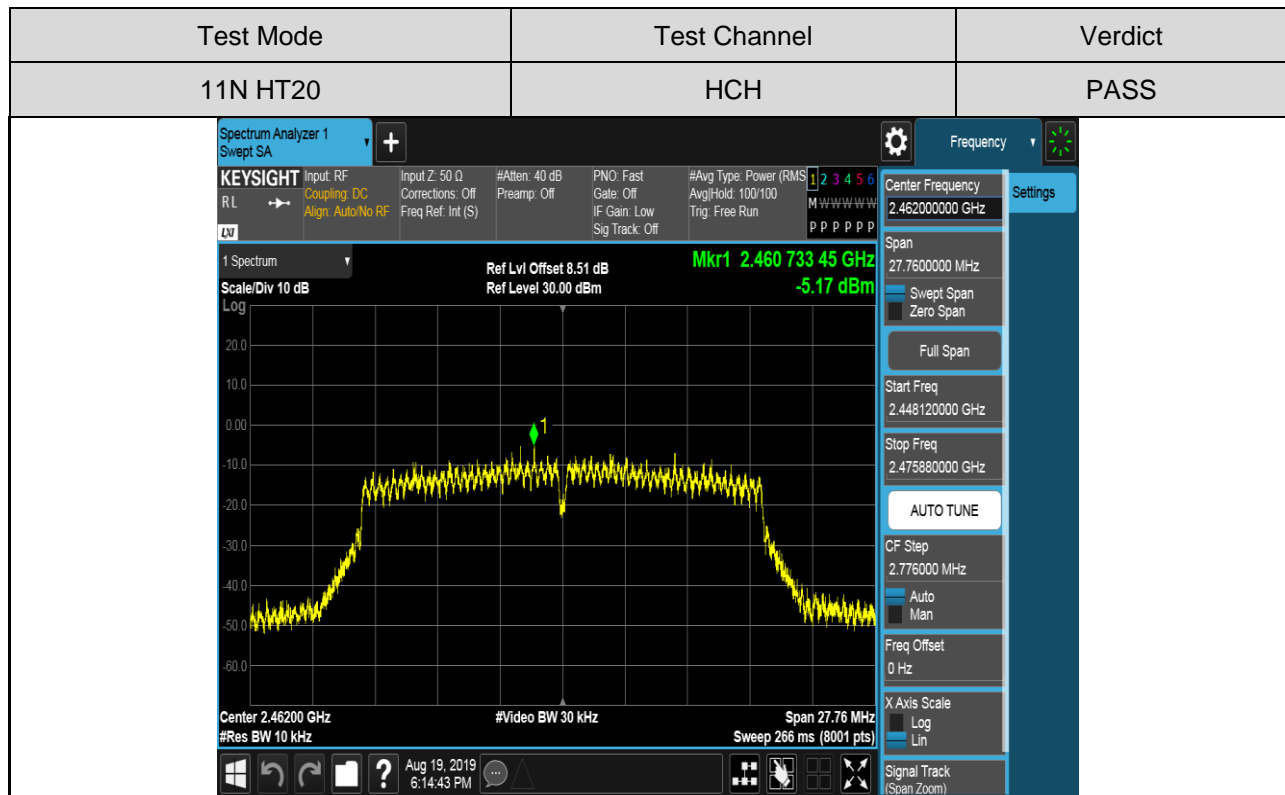 Test Mode Test Channel Verdict
11N HT20 HCH PASS
Spectrum Analyzer 1
Swept SA
Frequency
KEYSIGHT
RL
LXI
Input: RF
Coupling: DC
Align: Auto/No RF
Input Z: 50 Ω
Corrections: Off
Freq Ref: Int (S)
#Atten: 40 dB
Preamp: Off
PNO: Fast
Gate: Off
IF Gain: Low
Sig Track: Off
#Avg Type: Power (RMS
Avg|Hold: 100/100
Trig: Free Run
1 2 3 4 5 6
M W W W W W
P P P P P P
1 Spectrum
Scale/Div 10 dB
Ref Lvl Offset 8.51 dB
Ref Level 30.00 dBm
Mkr1 2.460 733 45 GHz
-5.17 dBm
Log
20.0
10.0
0.00
1
-10.0
-20.0
-30.0
-40.0
-50.0
-60.0
Center 2.46200 GHz #Video BW 30 kHz Span 27.76 MHz
#Res BW 10 kHz Sweep 266 ms (8001 pts)
Aug 19, 2019
6:14:43 PM
Center Frequency
2.462000000 GHz
Settings
Span
27.7600000 MHz
Swept Span
Zero Span
Full Span
Start Freq
2.448120000 GHz
Stop Freq
2.475880000 GHz
AUTO TUNE
CF Step
2.776000 MHz
Auto
Man
Freq Offset
0 Hz
X Axis Scale
Log
Lin
Signal Track
(Span Zoom)